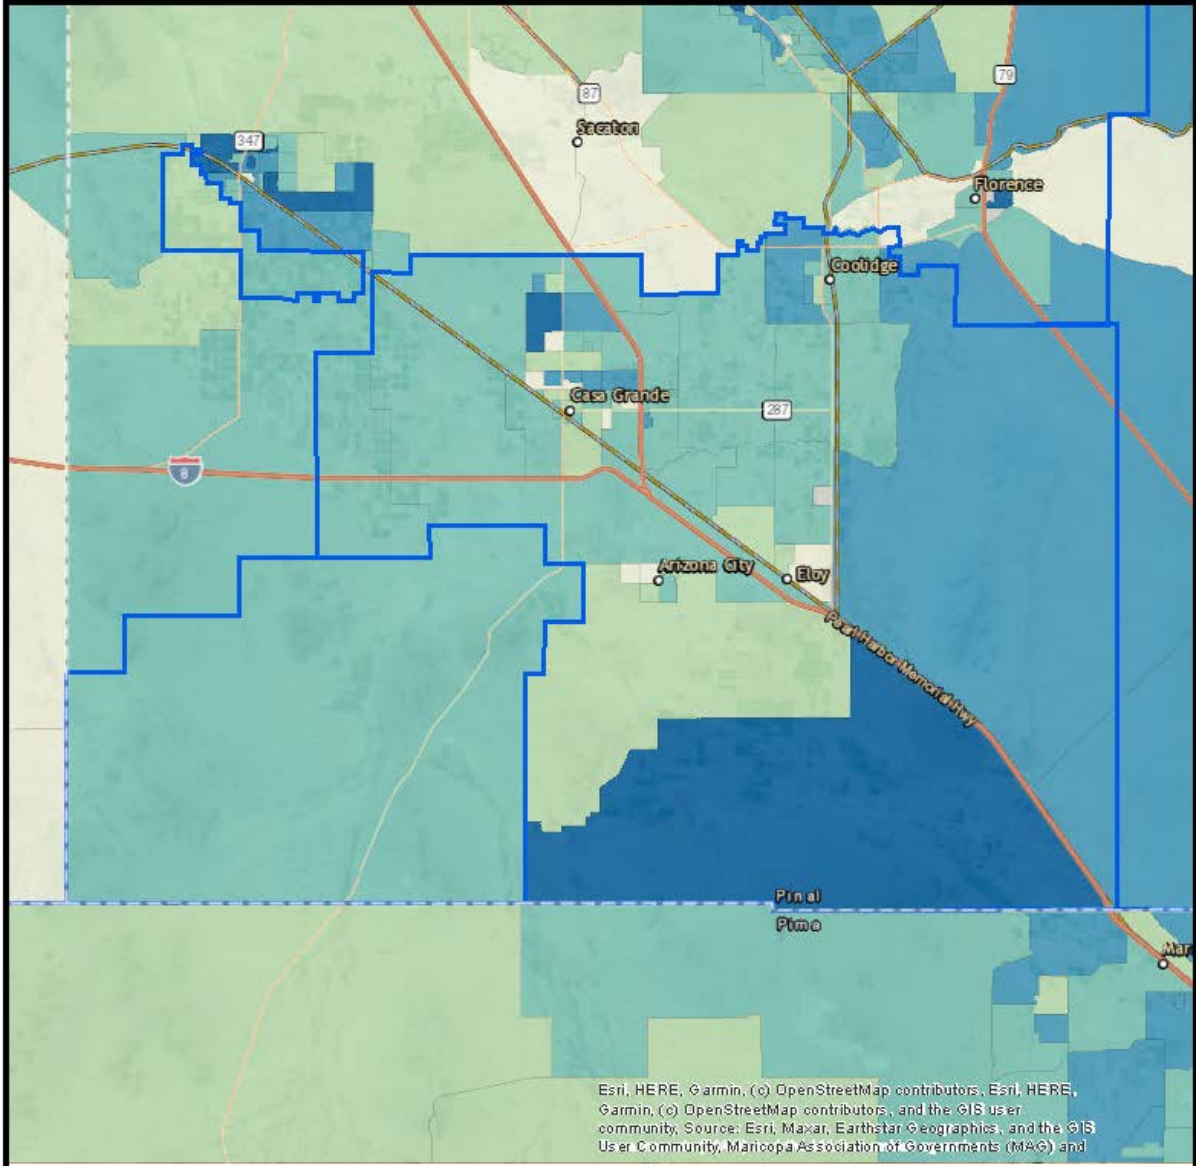 79
87
Sacaton
347
Florence
Coolidge
Casa Grande
287
8
Arizona City
Eloy
Pearl Harbor Memorial Hwy
Pinal
Pima
Mar
Esri, HERE, Garmin, (c) OpenStreetMap contributors, Esri, HERE,
Garmin, (c) OpenStreetMap contributors, and the GIS user
community, Source: Esri, Maxar, Earthstar Geographics, and the GIS
User Community, Maricopa Association of Governments (MAG) and